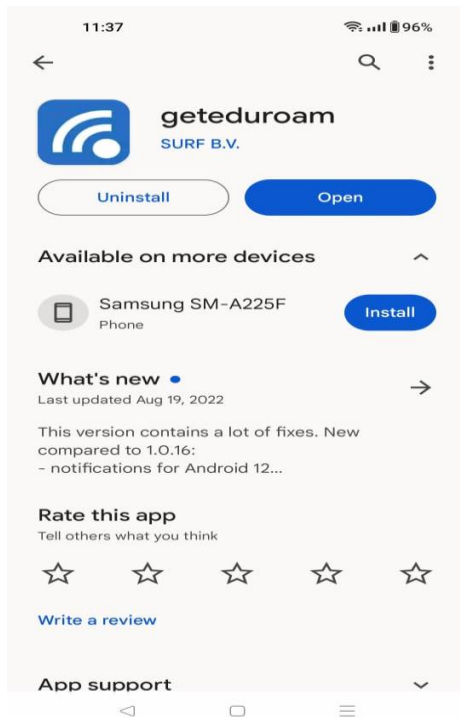 11:37 96%
geteduroam
SURF B.V.
Uninstall Open
Available on more devices
Samsung SM-A225F
Phone
Install
What's new
Last updated Aug 19, 2022
This version contains a lot of fixes. New
compared to 1.0.16:
- notifications for Android 12...
Rate this app
Tell others what you think
Write a review
App support